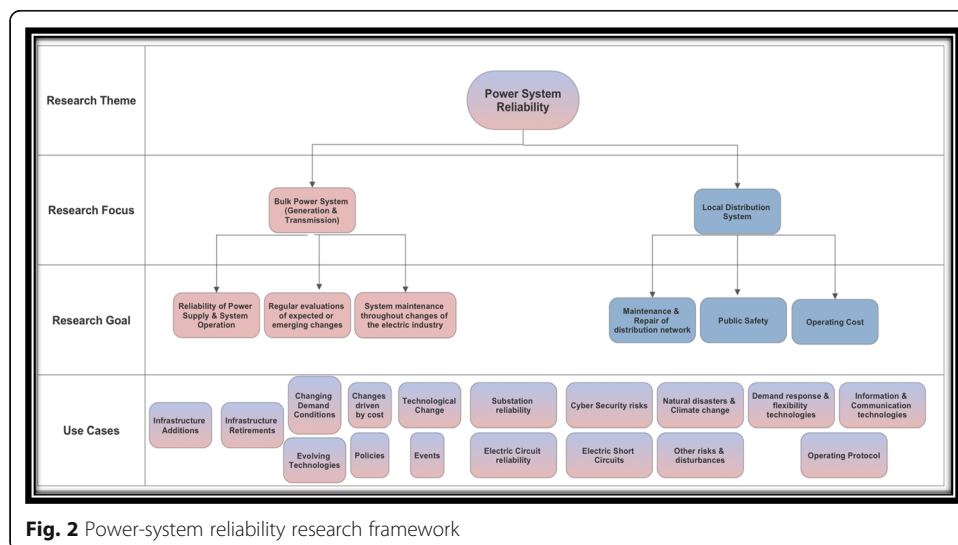 Research Theme
Power System
Reliability
Research Focus
Bulk Power System
(Generation &
Transmission)
Local Distribution
System
Research Goal
Reliability of Power
Supply & System
Operation
Regular evaluations
of expected or
emerging changes
System maintenance
throughout changes of
the electric industry
Maintenance &
Repair of
distribution network
Public Safety
Operating Cost
Use Cases
Infrastructure
Additions
Infrastructure
Retirements
Changing
Demand
Conditions
Changes
driven
by cost
Technological
Change
Substation
reliability
Cyber Security risks
Natural disasters &
Climate change
Demand response &
flexibility
technologies
Information &
Communication
technologies
Evolving
Technologies
Policies
Events
Electric Circuit
reliability
Electric Short
Circuits
Other risks &
disturbances
Operating Protocol
Fig. 2 Power-system reliability research framework